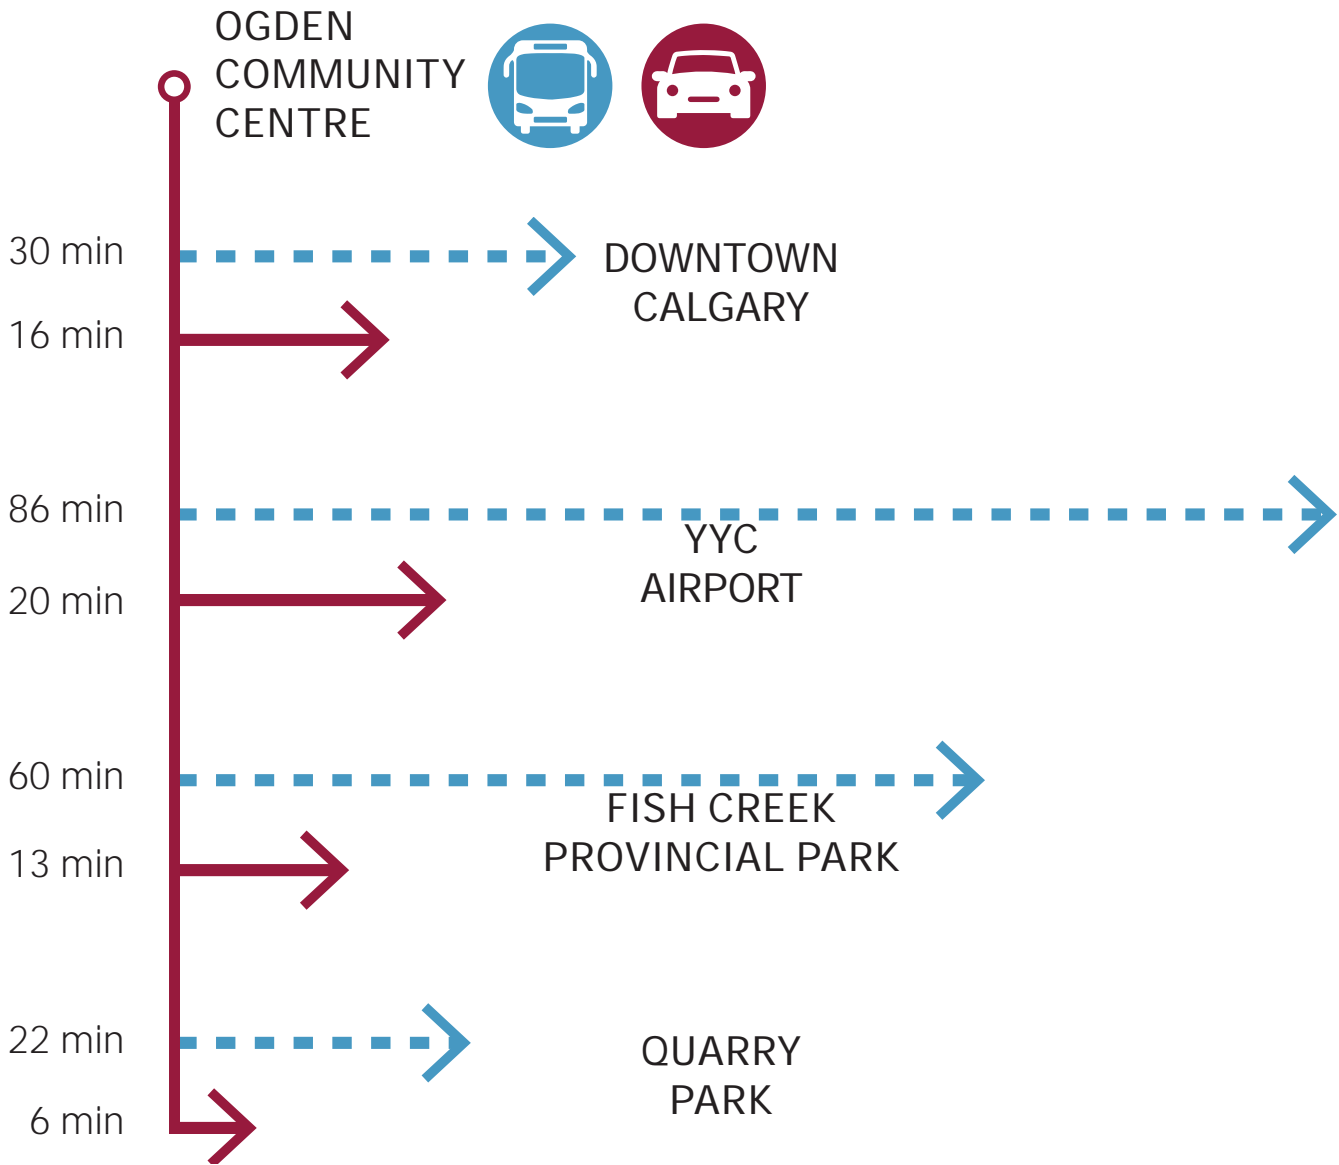 OGDEN
COMMUNITY
CENTRE
30 min
DOWNTOWN
CALGARY
16 min
86 min
YYC
AIRPORT
20 min
60 min
FISH CREEK
PROVINCIAL PARK
13 min
22 min
QUARRY
PARK
6 min